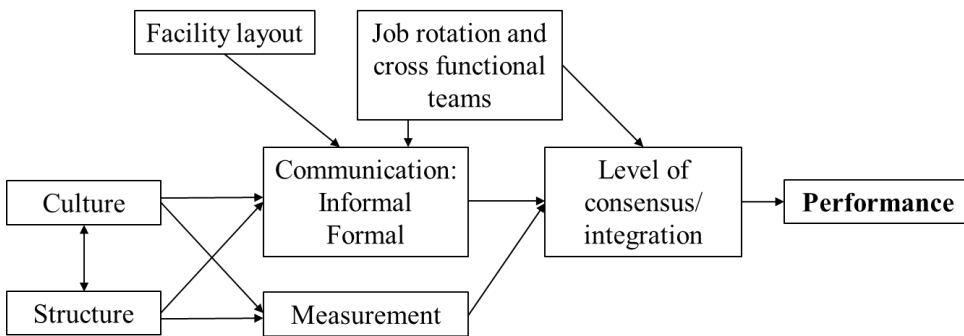 Facility layout
Job rotation and
cross functional
teams
Communication:
Informal
Formal
Level of
consensus/
integration
Performance
Culture
Structure
Measurement